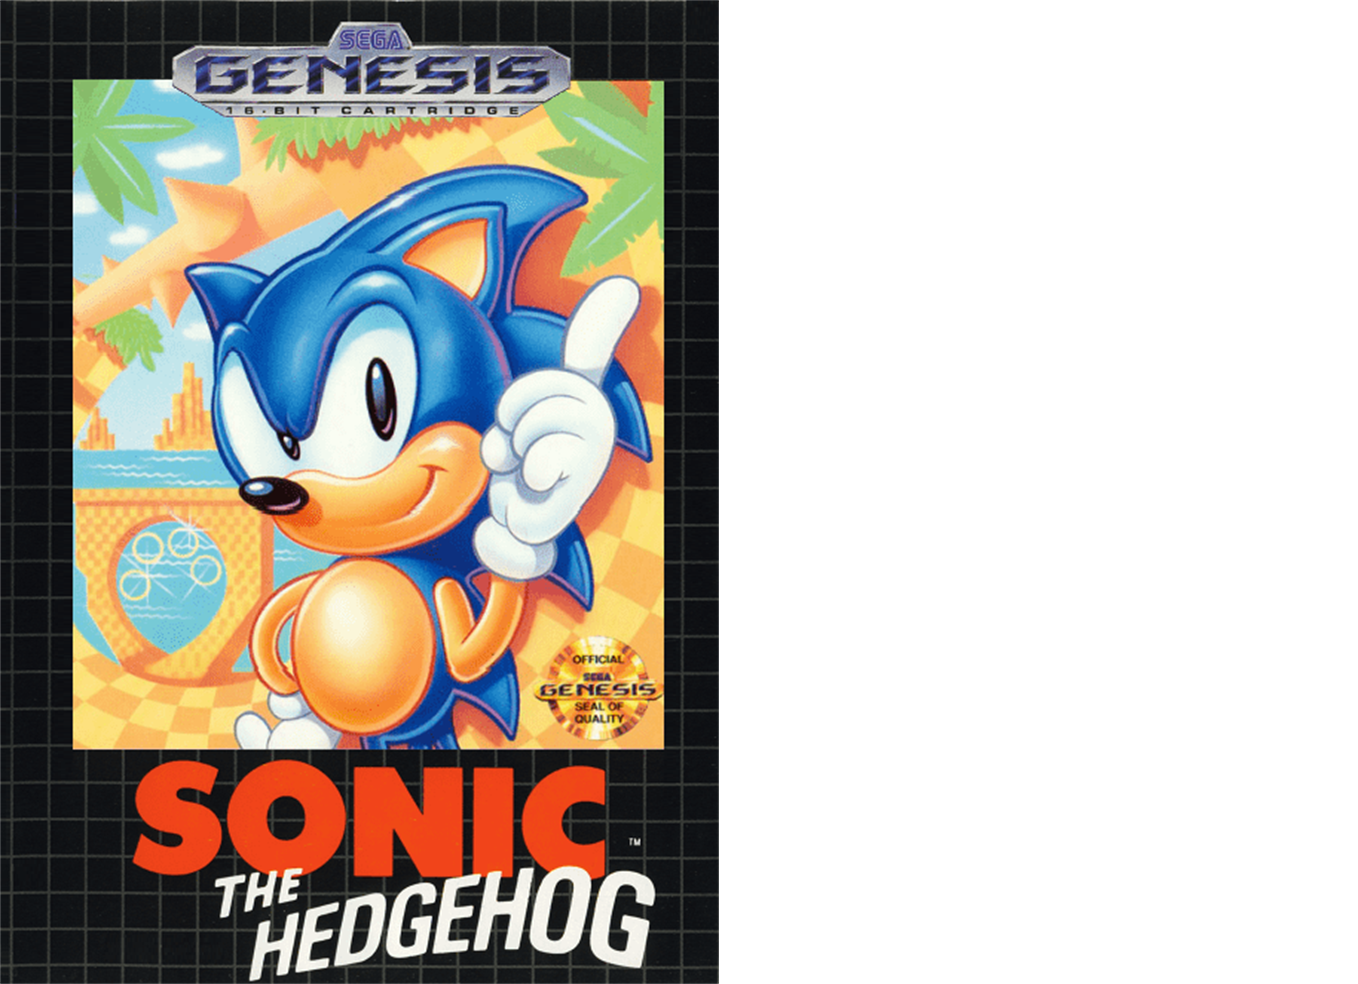 SEGA
GENESIS
16-BIT CARTRIDGE
OFFICIAL
SEGA
GENESIS
SEAL OF
QUALITY
SONIC
TM
THE
HEDGEHOG